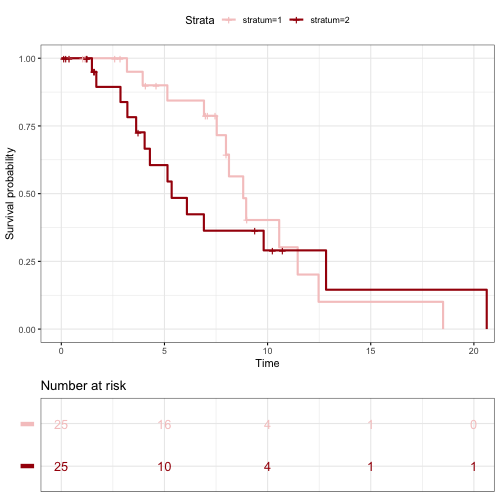 Strata stratum=1 stratum=2
1.00
0.75
0.50
0.25
0.00
Survival probability
0 5 10 15 20
Time
Number at risk
25 16 4 1 0
25 10 4 1 1